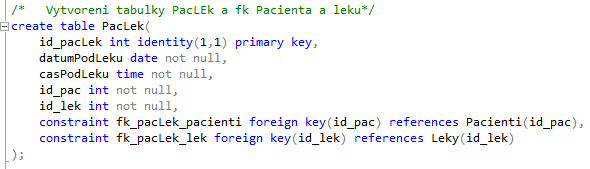 /*   Vytvoreni tabulky PacLEk a fk Pacienta a leku*/
create table PacLek(
    id_pacLek int identity(1,1) primary key,
    datumPodLeku date not null,
    casPodLeku time not null,
    id_pac int not null,
    id_lek int not null,
    constraint fk_pacLek_pacienti foreign key(id_pac) references Pacienti(id_pac),
    constraint fk_pacLek_lek foreign key(id_lek) references Leky(id_lek)
);